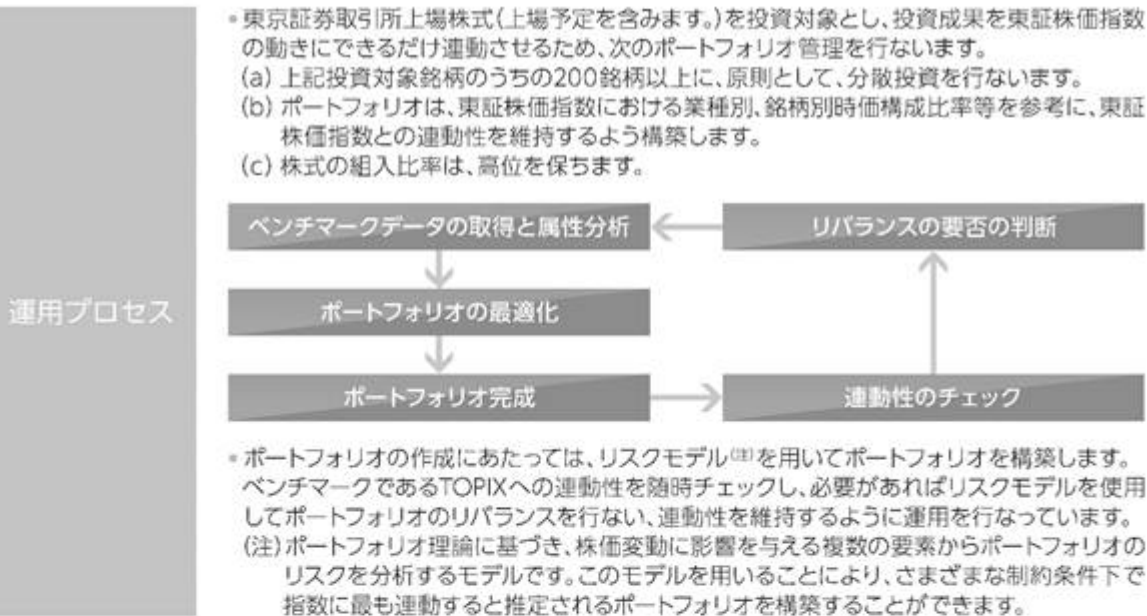 運用プロセス
• 東京証券取引所上場株式(上場予定を含みます。)を投資対象とし、投資成果を東証株価指数
の動きにできるだけ連動させるため、次のポートフォリオ管理を行ないます。
(a) 上記投資対象銘柄のうちの200銘柄以上に、原則として、分散投資を行ないます。
(b) ポートフォリオは、東証株価指数における業種別、銘柄別時価構成比率等を参考に、東証
株価指数との連動性を維持するよう構築します。
(c) 株式の組入比率は、高位を保ちます。
ベンチマークデータの取得と属性分析
リバランスの要否の判断
ポートフォリオの最適化
ポートフォリオ完成
連動性のチェック
• ポートフォリオの作成にあたっては、リスクモデル(注)を用いてポートフォリオを構築します。
ベンチマークであるTOPIXへの連動性を随時チェックし、必要があればリスクモデルを使用
してポートフォリオのリバランスを行ない、連動性を維持するように運用を行なっています。
(注)ポートフォリオ理論に基づき、株価変動に影響を与える複数の要素からポートフォリオの
リスクを分析するモデルです。このモデルを用いることにより、さまざまな制約条件下で
指数に最も連動すると推定されるポートフォリオを構築することができます。